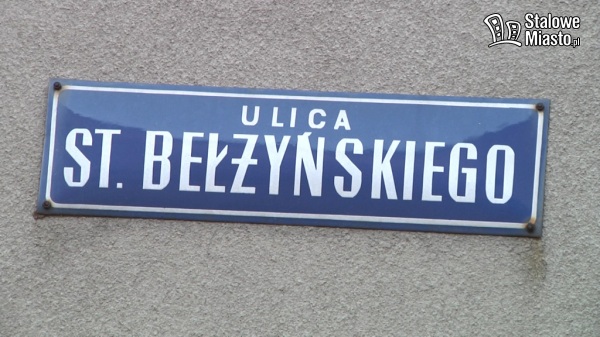 Stalowe
Miasto.pl
ULICA
ST. BEŁŻYŃSKIEGO